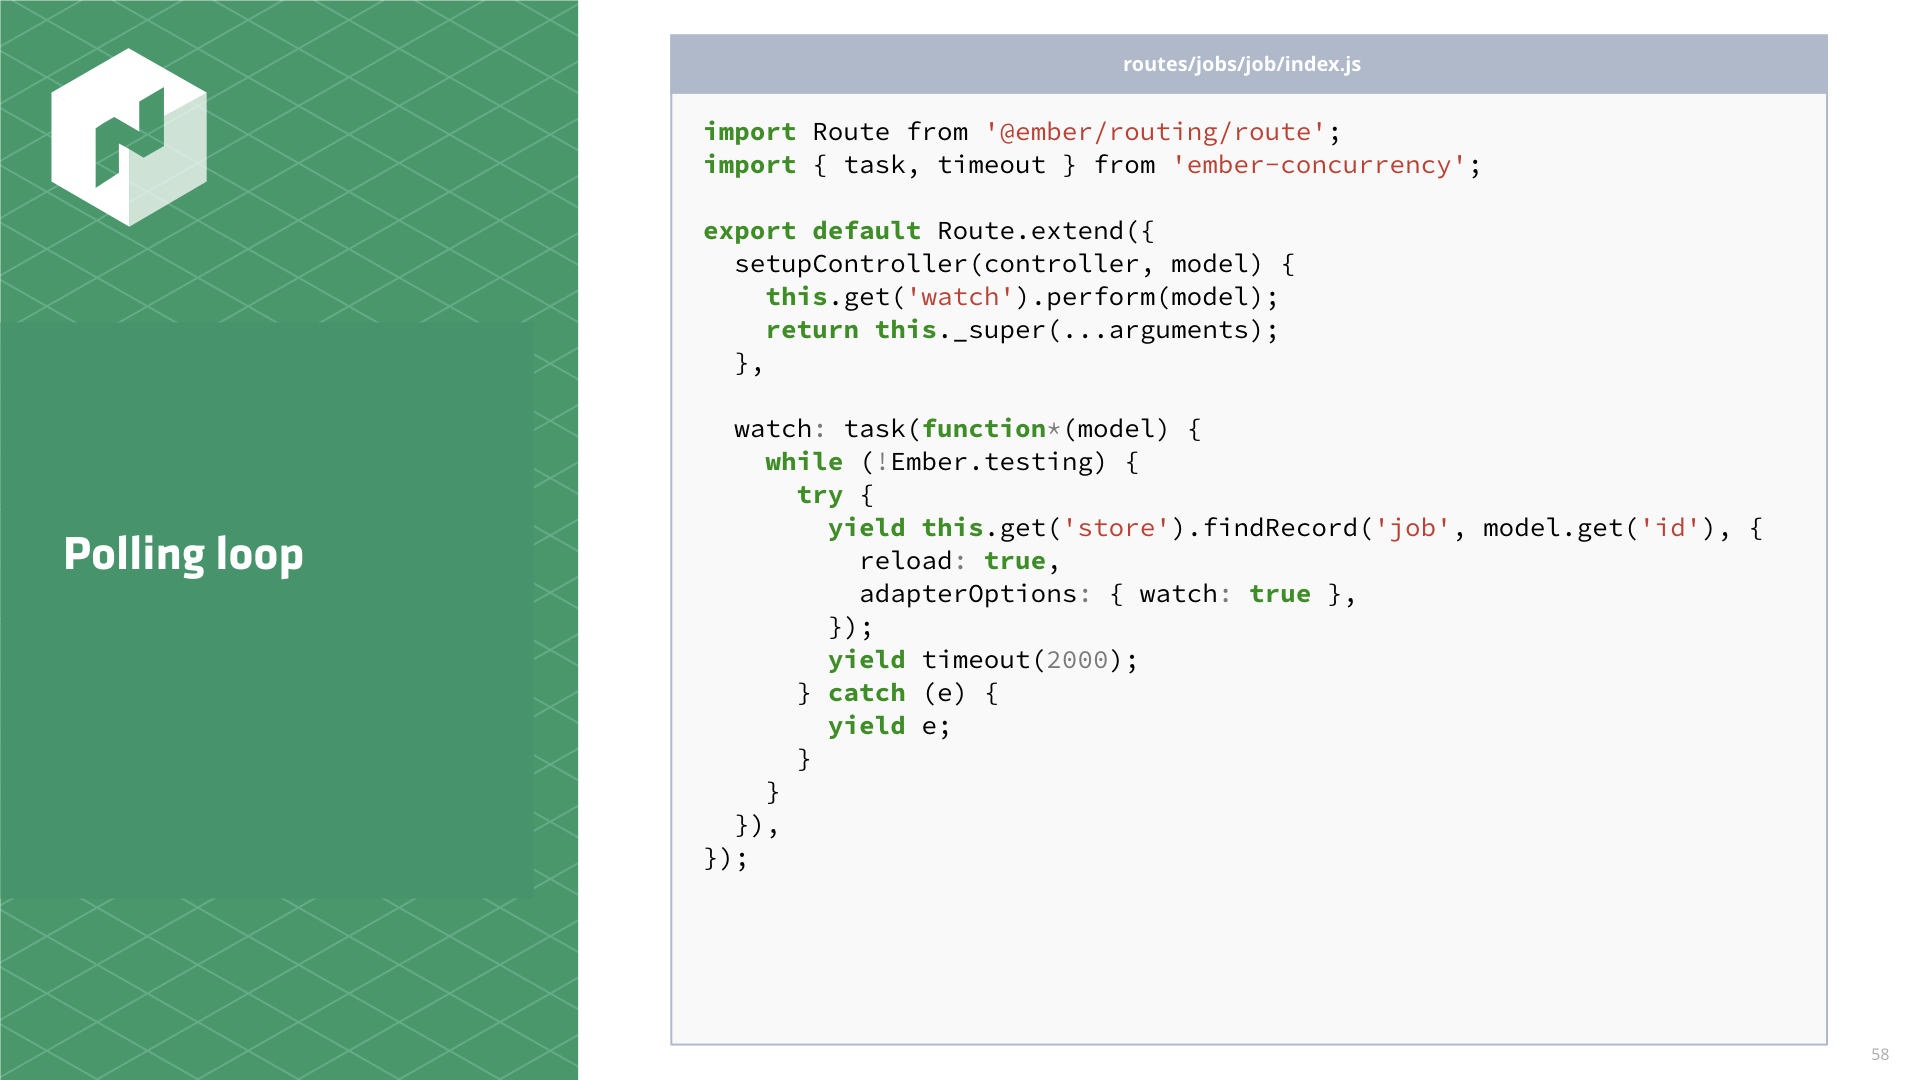 Polling loop
routes/jobs/job/index.js
import Route from '@ember/routing/route';
import { task, timeout } from 'ember-concurrency';

export default Route.extend({
  setupController(controller, model) {
    this.get('watch').perform(model);
    return this._super(...arguments);
  },

  watch: task(function*(model) {
    while (!Ember.testing) {
      try {
        yield this.get('store').findRecord('job', model.get('id'), {
          reload: true,
          adapterOptions: { watch: true },
        });
        yield timeout(2000);
      } catch (e) {
        yield e;
      }
    }
  }),
});
58